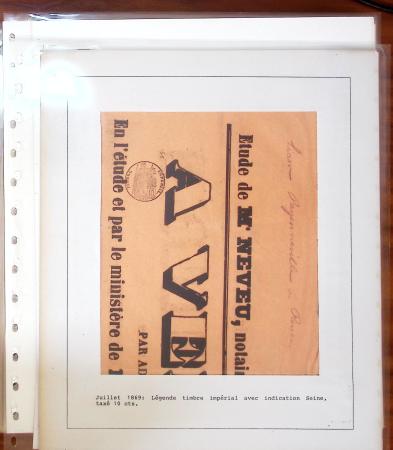 Etude de Mᵉ NEVEU, notai
A VE
PAR AD
En l'étude et par le ministère de
Juillet 1869: Légende timbre impérial avec indication Seine,
taxé 10 cts.